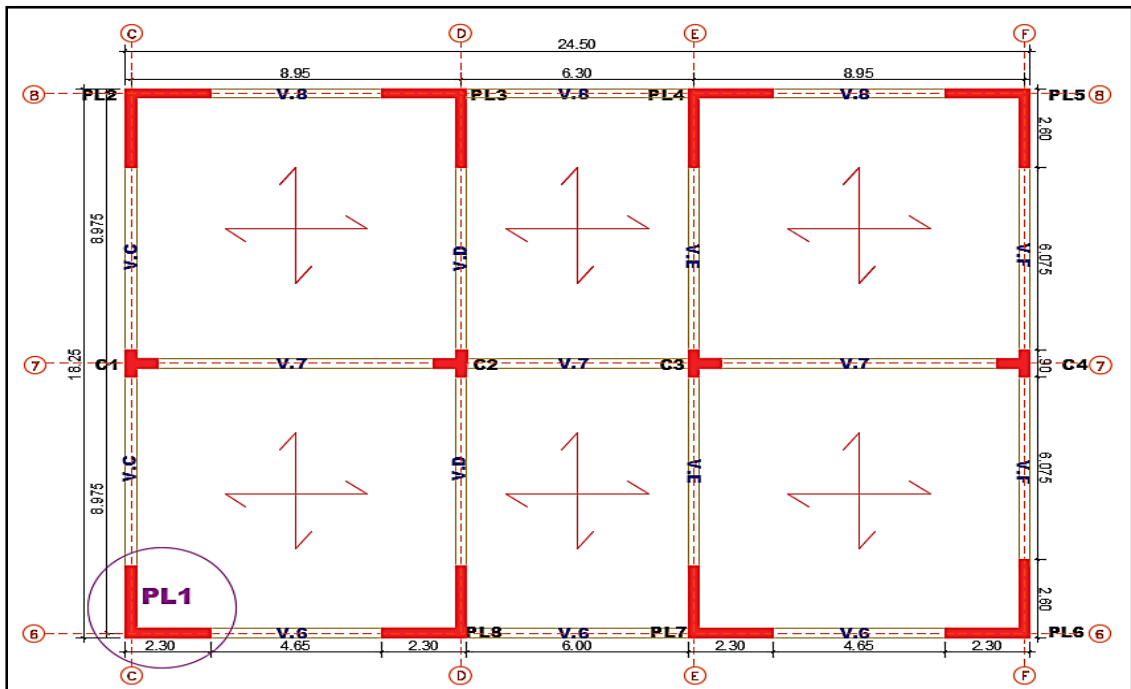 C D E F
24.50
8.95 6.30 8.95
8 PL2 V.8 PL3 V.8 PL4 V.8 PL5 8
2.60
8.975 V.C V.D V.E V.F 6.075
18.25
7 C1 V.7 C2 V.7 C3 V.7 C4 7
.90
8.975 V.C V.D V.E V.F 6.075
PL1 2.60
6 V.6 PL8 V.6 PL7 V.6 PL6 6
2.30 4.65 2.30 6.00 2.30 4.65 2.30
C D E F